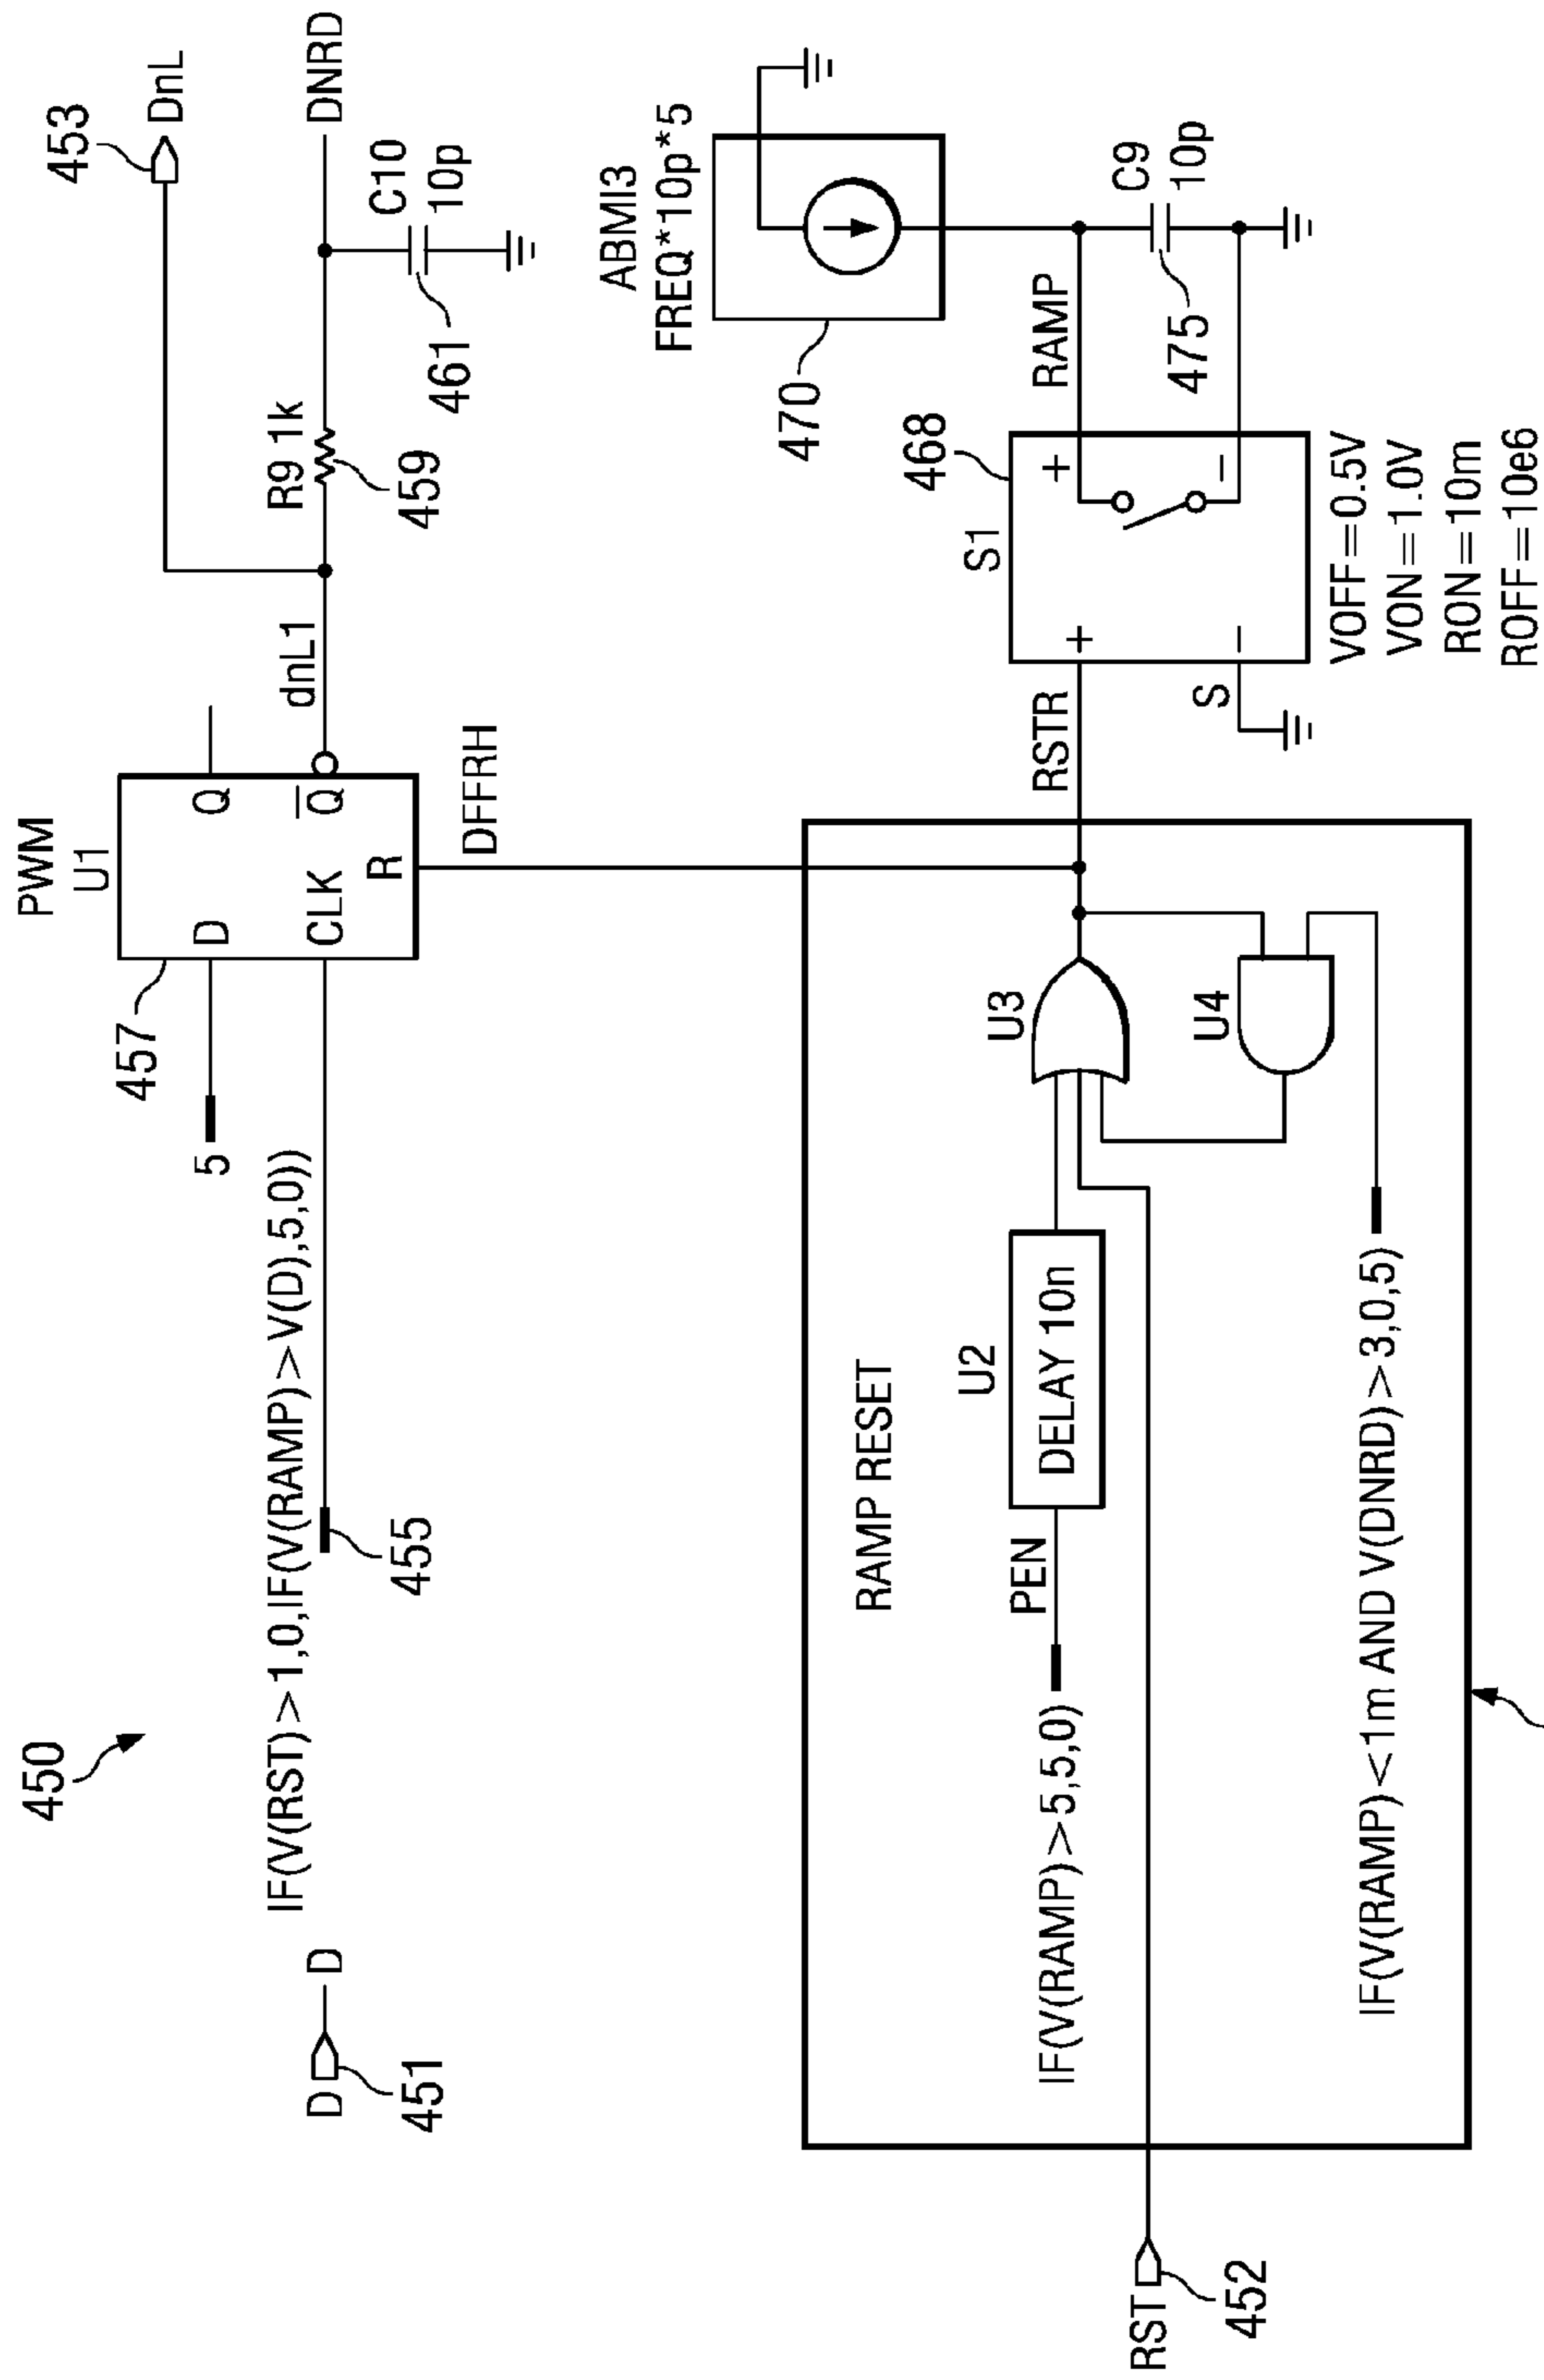 450
453
DnL
PWM
U1
D
Q
CLK
Q
R
457
5
dnL1
R9 1k
459
DNRD
C10
10p
461
IF(V(RST)>1,0,IF(V(RAMP)>V(D),5,0))
455
D
D
451
DFFRH
ABMI3
FREQ*10p*5
470
RAMP
C9
10p
475
468
S1
+
−
+
−
RSTR
S
VOFF=0.5V
VON=1.0V
RON=10m
ROFF=10e6
RAMP RESET
U3
U4
U2
DELAY 10n
PEN
IF(V(RAMP)>5,5,0)
IF(V(RAMP)<1m AND V(DNRD)>3,0,5)
RST
452